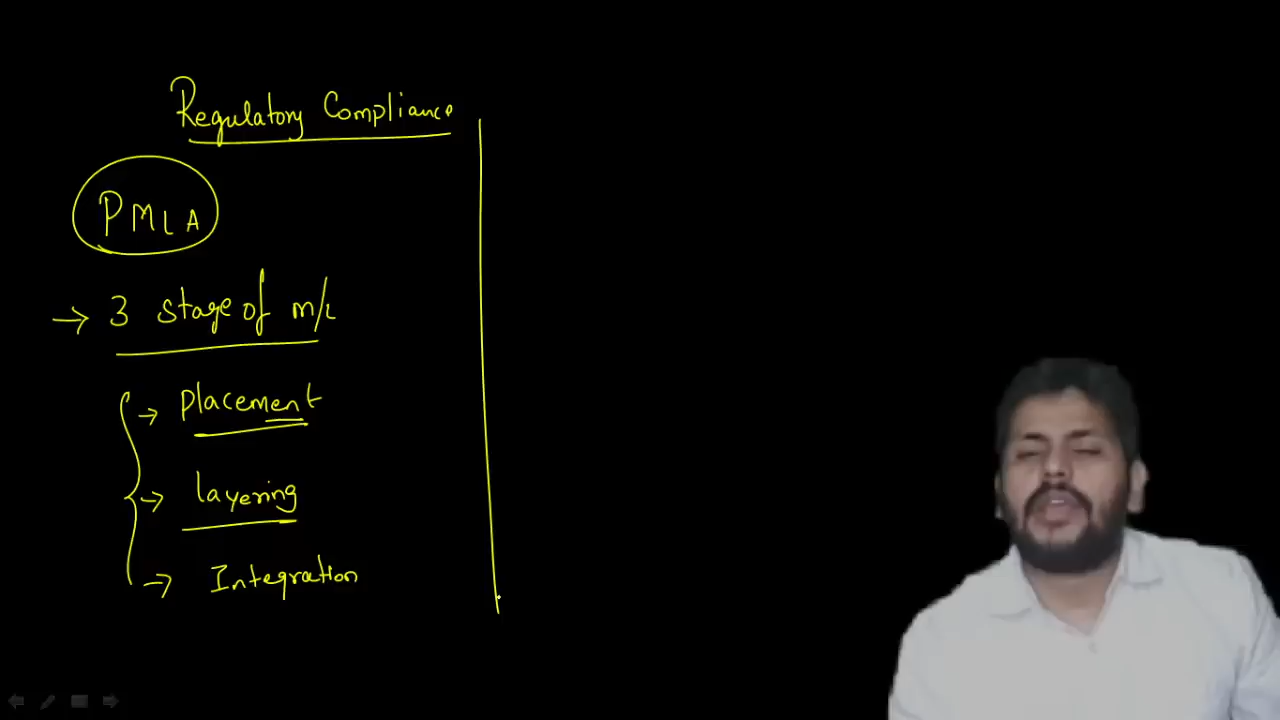 Regulatory Compliance
PMLA
→ 3 stage of m/L
→ Placement
→ layering
→ Integration